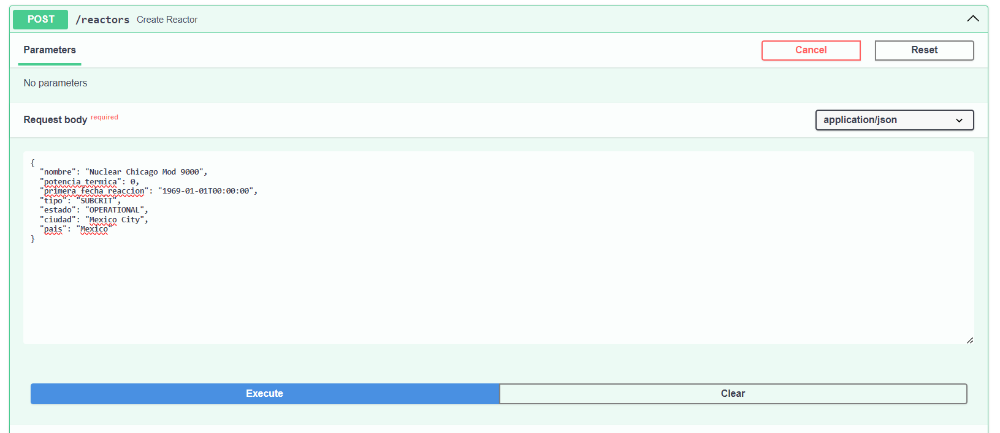 POST /reactors Create Reactor
Parameters
Cancel
Reset
No parameters
Request body required
application/json
{
  "nombre": "Nuclear Chicago Mod 9000",
  "potencia_termica": 0,
  "primera_fecha_reaccion": "1969-01-01T00:00:00",
  "tipo": "SUBCRIT",
  "estado": "OPERATIONAL",
  "ciudad": "Mexico City",
  "pais": "Mexico"
}
Execute
Clear